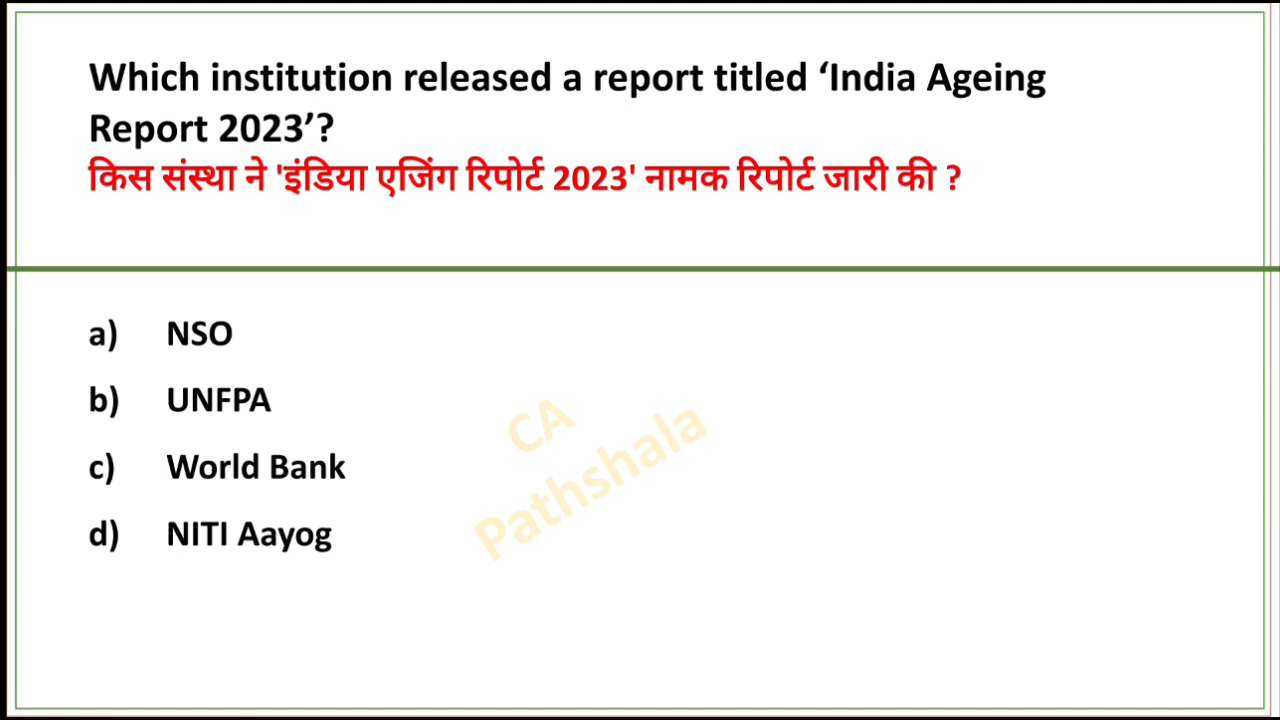 Which institution released a report titled ‘India Ageing
Report 2023’?
किस संस्था ने 'इंडिया एजिंग रिपोर्ट 2023' नामक रिपोर्ट जारी की ?
a) NSO
b) UNFPA
c) World Bank
d) NITI Aayog
CA
Pathshala